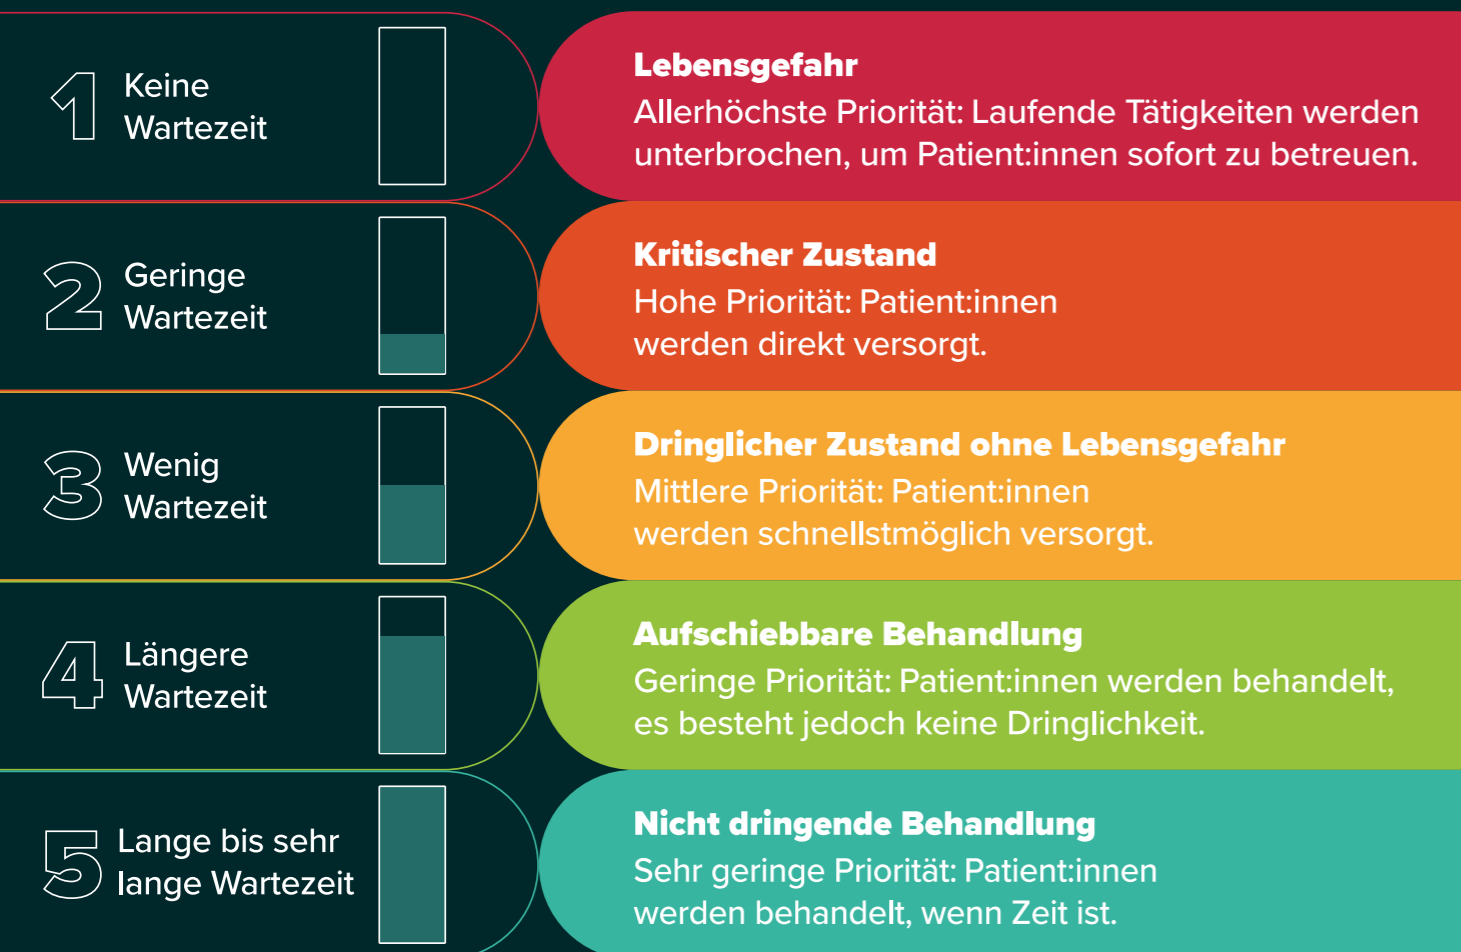 1
Keine
Wartezeit
Lebensgefahr
Allerhöchste Priorität: Laufende Tätigkeiten werden
unterbrochen, um Patient:innen sofort zu betreuen.
2
Geringe
Wartezeit
Kritischer Zustand
Hohe Priorität: Patient:innen
werden direkt versorgt.
3
Wenig
Wartezeit
Dringlicher Zustand ohne Lebensgefahr
Mittlere Priorität: Patient:innen
werden schnellstmöglich versorgt.
4
Längere
Wartezeit
Aufschiebbare Behandlung
Geringe Priorität: Patient:innen werden behandelt,
es besteht jedoch keine Dringlichkeit.
5
Lange bis sehr
lange Wartezeit
Nicht dringende Behandlung
Sehr geringe Priorität: Patient:innen
werden behandelt, wenn Zeit ist.